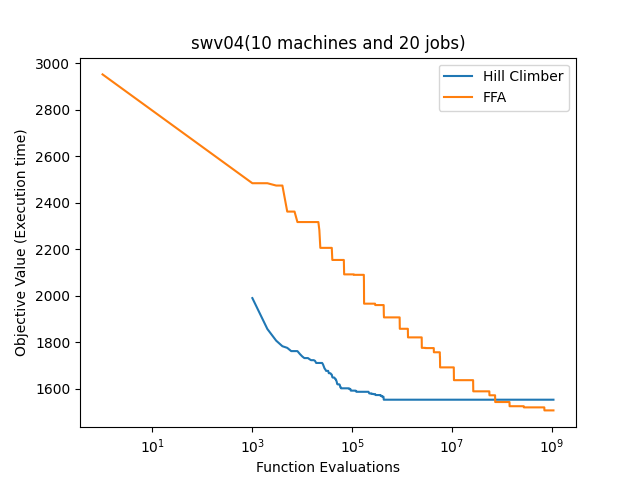 swv04(10 machines and 20 jobs)
Hill Climber
FFA
Objective Value (Execution time)
3000
2800
2600
2400
2200
2000
1800
1600
10¹
10³
10⁵
10⁷
10⁹
Function Evaluations